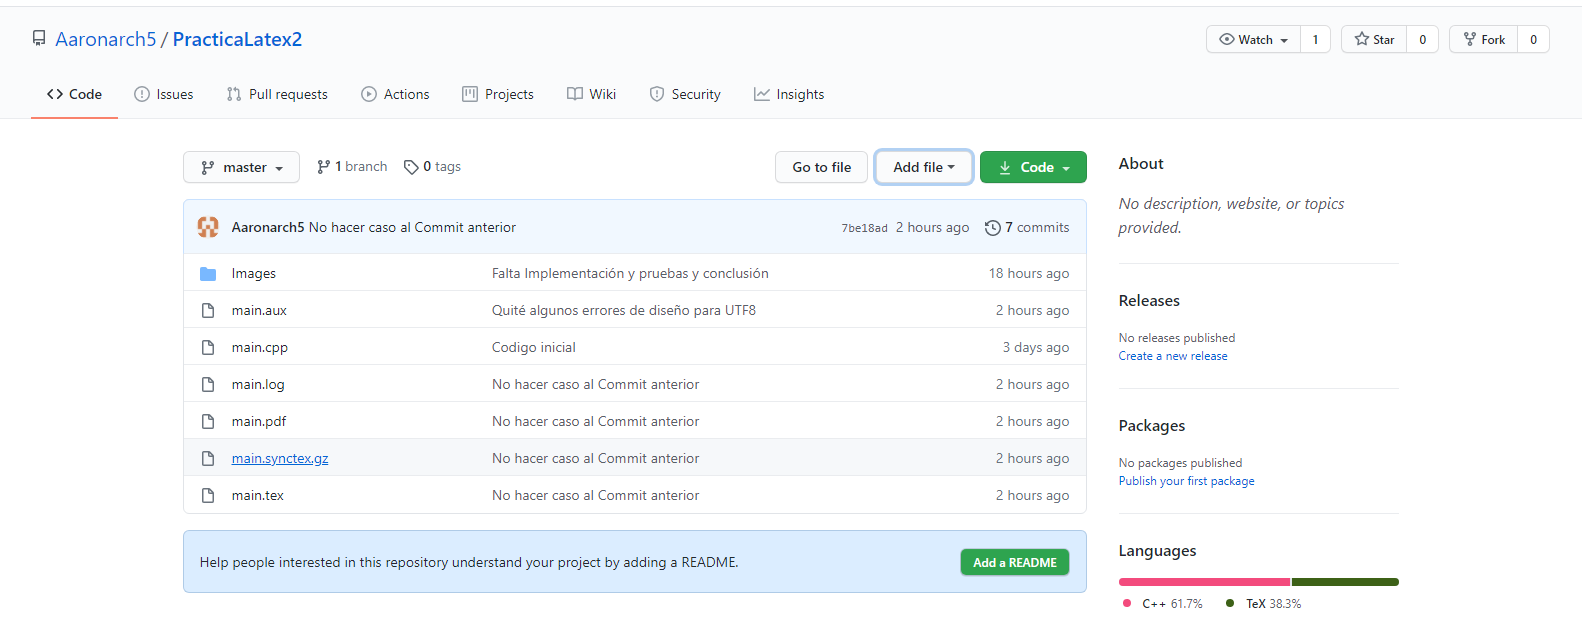 Aaronarch5 / PracticaLatex2
Watch 1 Star 0 Fork 0
Code Issues Pull requests Actions Projects Wiki Security Insights
master 1 branch 0 tags Go to file Add file Code
Aaronarch5 No hacer caso al Commit anterior 7be18ad 2 hours ago 7 commits
Images Falta Implementación y pruebas y conclusión 18 hours ago
main.aux Quité algunos errores de diseño para UTF8 2 hours ago
main.cpp Codigo inicial 3 days ago
main.log No hacer caso al Commit anterior 2 hours ago
main.pdf No hacer caso al Commit anterior 2 hours ago
main.synctex.gz No hacer caso al Commit anterior 2 hours ago
main.tex No hacer caso al Commit anterior 2 hours ago
Help people interested in this repository understand your project by adding a README. Add a README
About
No description, website, or topics
provided.
Releases
No releases published
Create a new release
Packages
No packages published
Publish your first package
Languages
C++ 61.7% TeX 38.3%